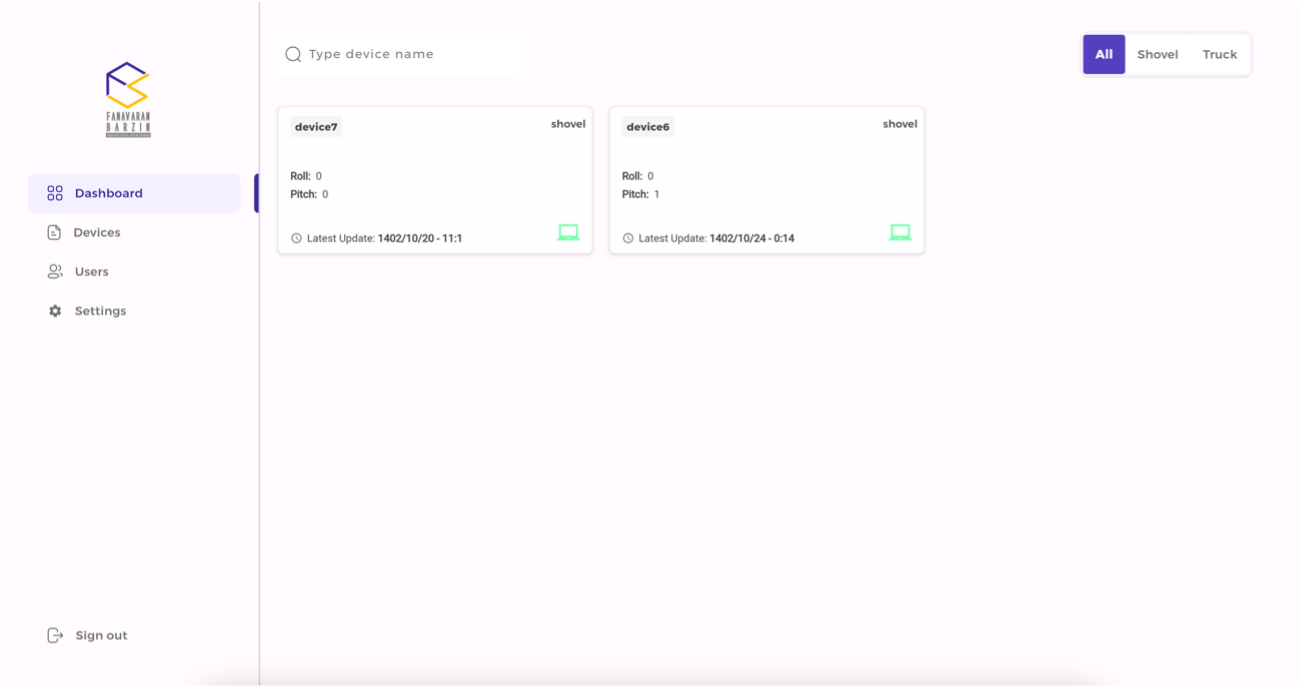 FANAVARAN
BARZIN
Dashboard
Devices
Users
Settings
Sign out
Type device name
All Shovel Truck
device7 shovel
Roll: 0
Pitch: 0
Latest Update: 1402/10/20 - 11:1
device6 shovel
Roll: 0
Pitch: 1
Latest Update: 1402/10/24 - 0:14